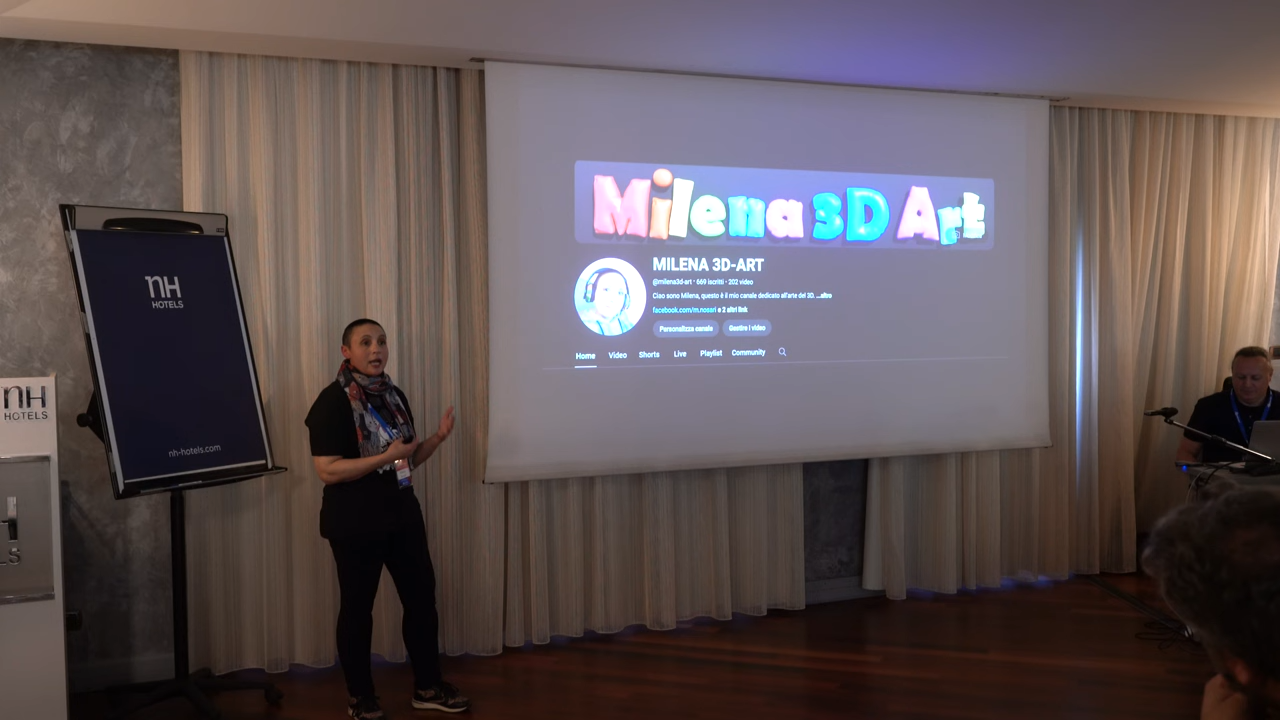 nH
HOTELS
nh-hotels.com
nH
HOTELS
LS
Milena 3D Art
MILENA 3D-ART
@milena3d-art · 669 iscritti · 202 video
Ciao sono Milena, questo è il mio canale dedicato all'arte del 3D. ...altro
facebook.com/m.nosari e 2 altri link
Personalizza canale
Gestire i video
Home Video Shorts Live Playlist Community